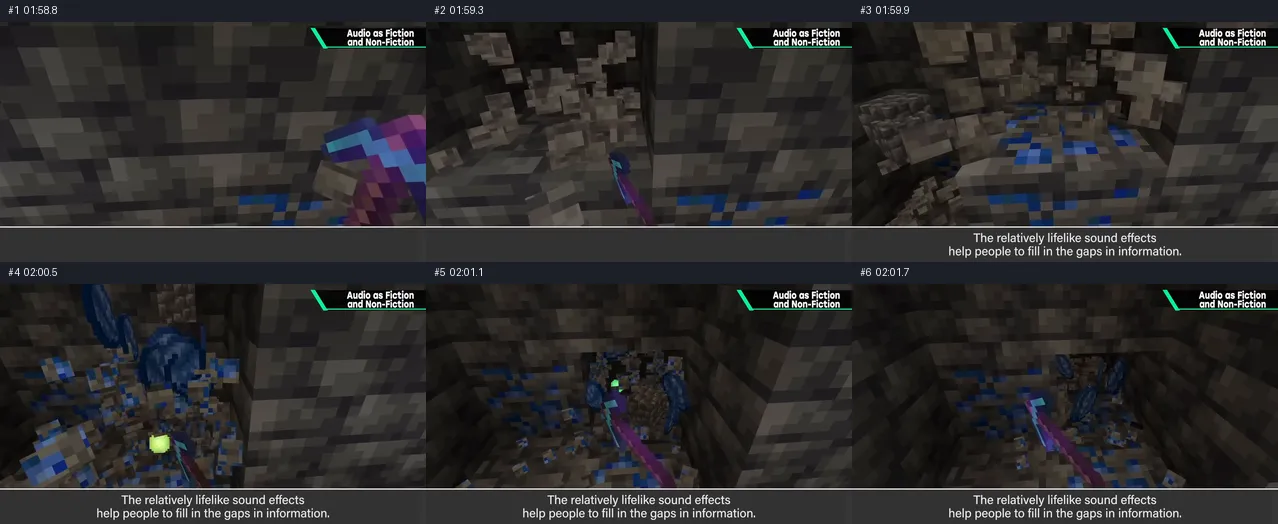 #1 01:58.8
Audio as Fiction
and Non-Fiction
#2 01:59.3
Audio as Fiction
and Non-Fiction
#3 01:59.9
Audio as Fiction
and Non-Fiction
The relatively lifelike sound effects
help people to fill in the gaps in information.
#4 02:00.5
Audio as Fiction
and Non-Fiction
The relatively lifelike sound effects
help people to fill in the gaps in information.
#5 02:01.1
Audio as Fiction
and Non-Fiction
The relatively lifelike sound effects
help people to fill in the gaps in information.
#6 02:01.7
Audio as Fiction
and Non-Fiction
The relatively lifelike sound effects
help people to fill in the gaps in information.